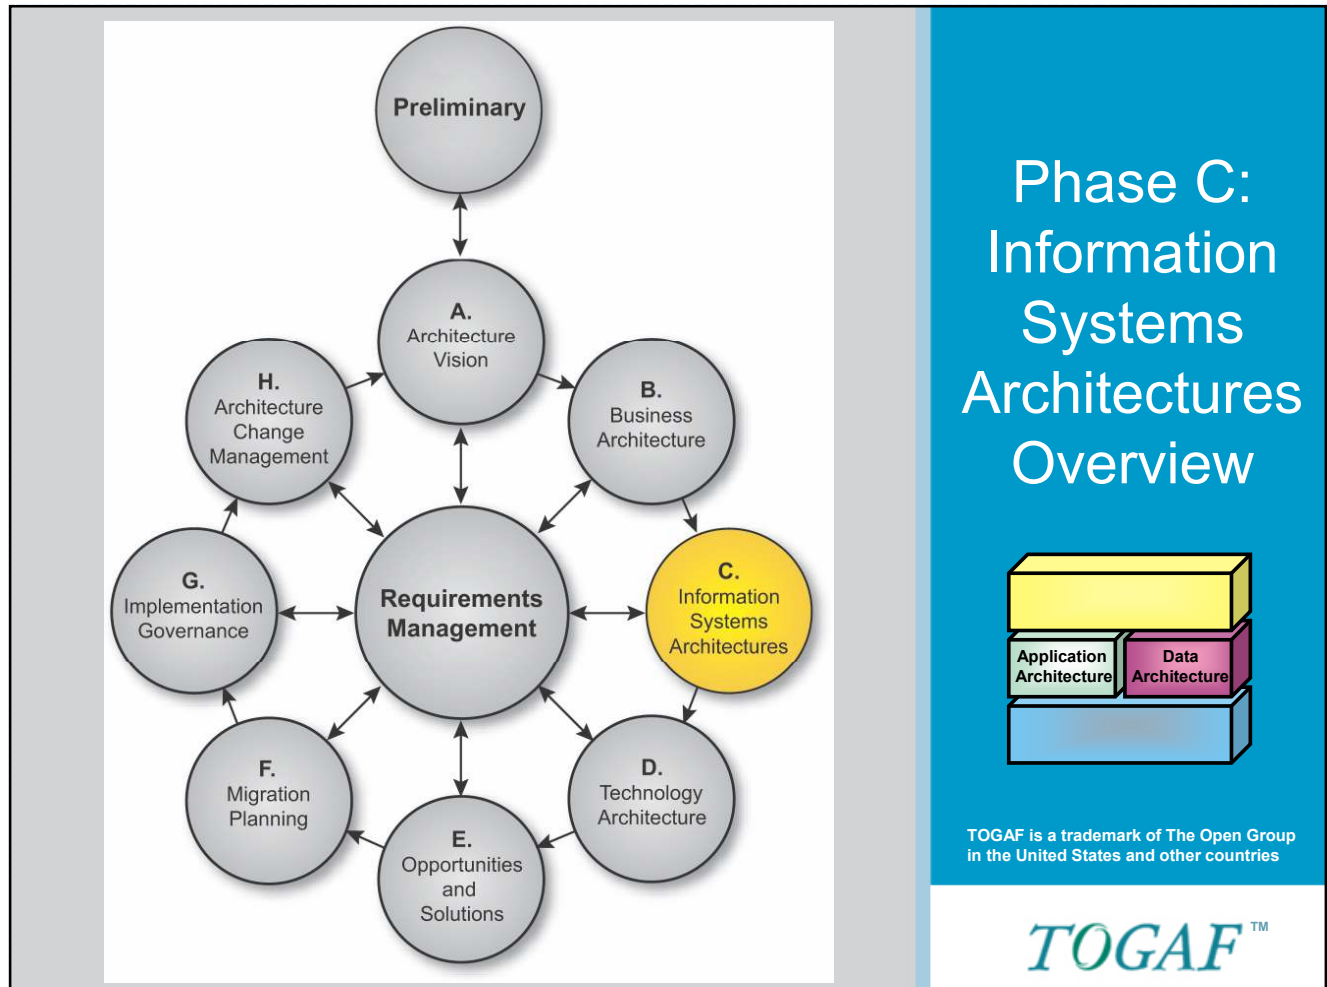 Preliminary
A.
Architecture
Vision
B.
Business
Architecture
C.
Information
Systems
Architectures
D.
Technology
Architecture
E.
Opportunities
and
Solutions
F.
Migration
Planning
G.
Implementation
Governance
H.
Architecture
Change
Management
Requirements
Management
Phase C:
Information
Systems
Architectures
Overview
Application
Architecture
Data
Architecture
TOGAF is a trademark of The Open Group
in the United States and other countries
TOGAF™